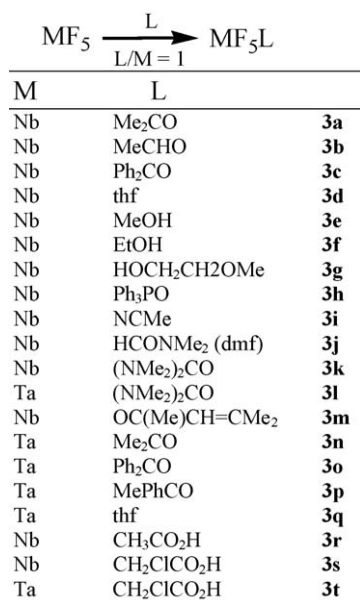 MF₅ L L/M = 1 MF₅L
M L
Nb Me₂CO 3a
Nb MeCHO 3b
Nb Ph₂CO 3c
Nb thf 3d
Nb MeOH 3e
Nb EtOH 3f
Nb HOCH₂CH2OMe 3g
Nb Ph₃PO 3h
Nb NCMe 3i
Nb HCONMe₂ (dmf) 3j
Nb (NMe₂)₂CO 3k
Ta (NMe₂)₂CO 3l
Nb OC(Me)CH=CMe₂ 3m
Ta Me₂CO 3n
Ta Ph₂CO 3o
Ta MePhCO 3p
Ta thf 3q
Nb CH₃CO₂H 3r
Nb CH₂ClCO₂H 3s
Ta CH₂ClCO₂H 3t